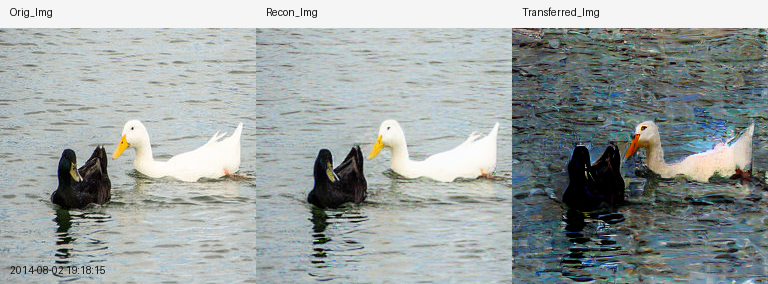 Orig_Img
Recon_Img
Transferred_Img
2014-08-02 19:18:15